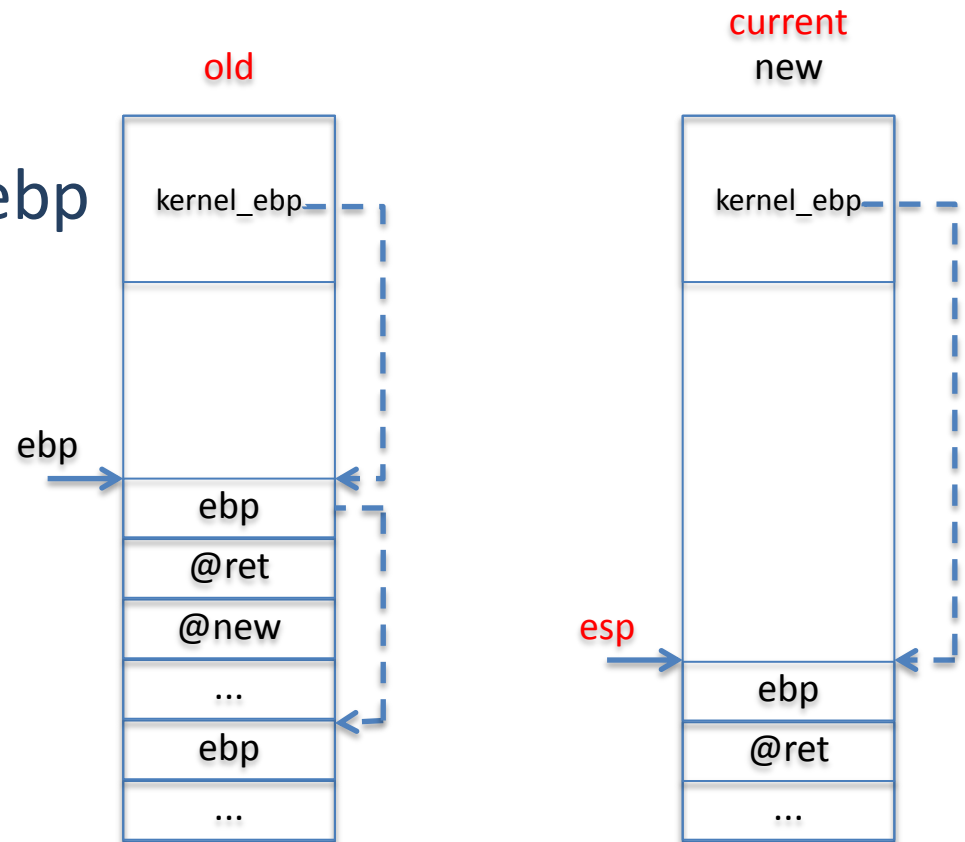 current
old
new
ebp
kernel_ebp
kernel_ebp
ebp
ebp
@ret
@new
...
ebp
...
esp
ebp
@ret
...